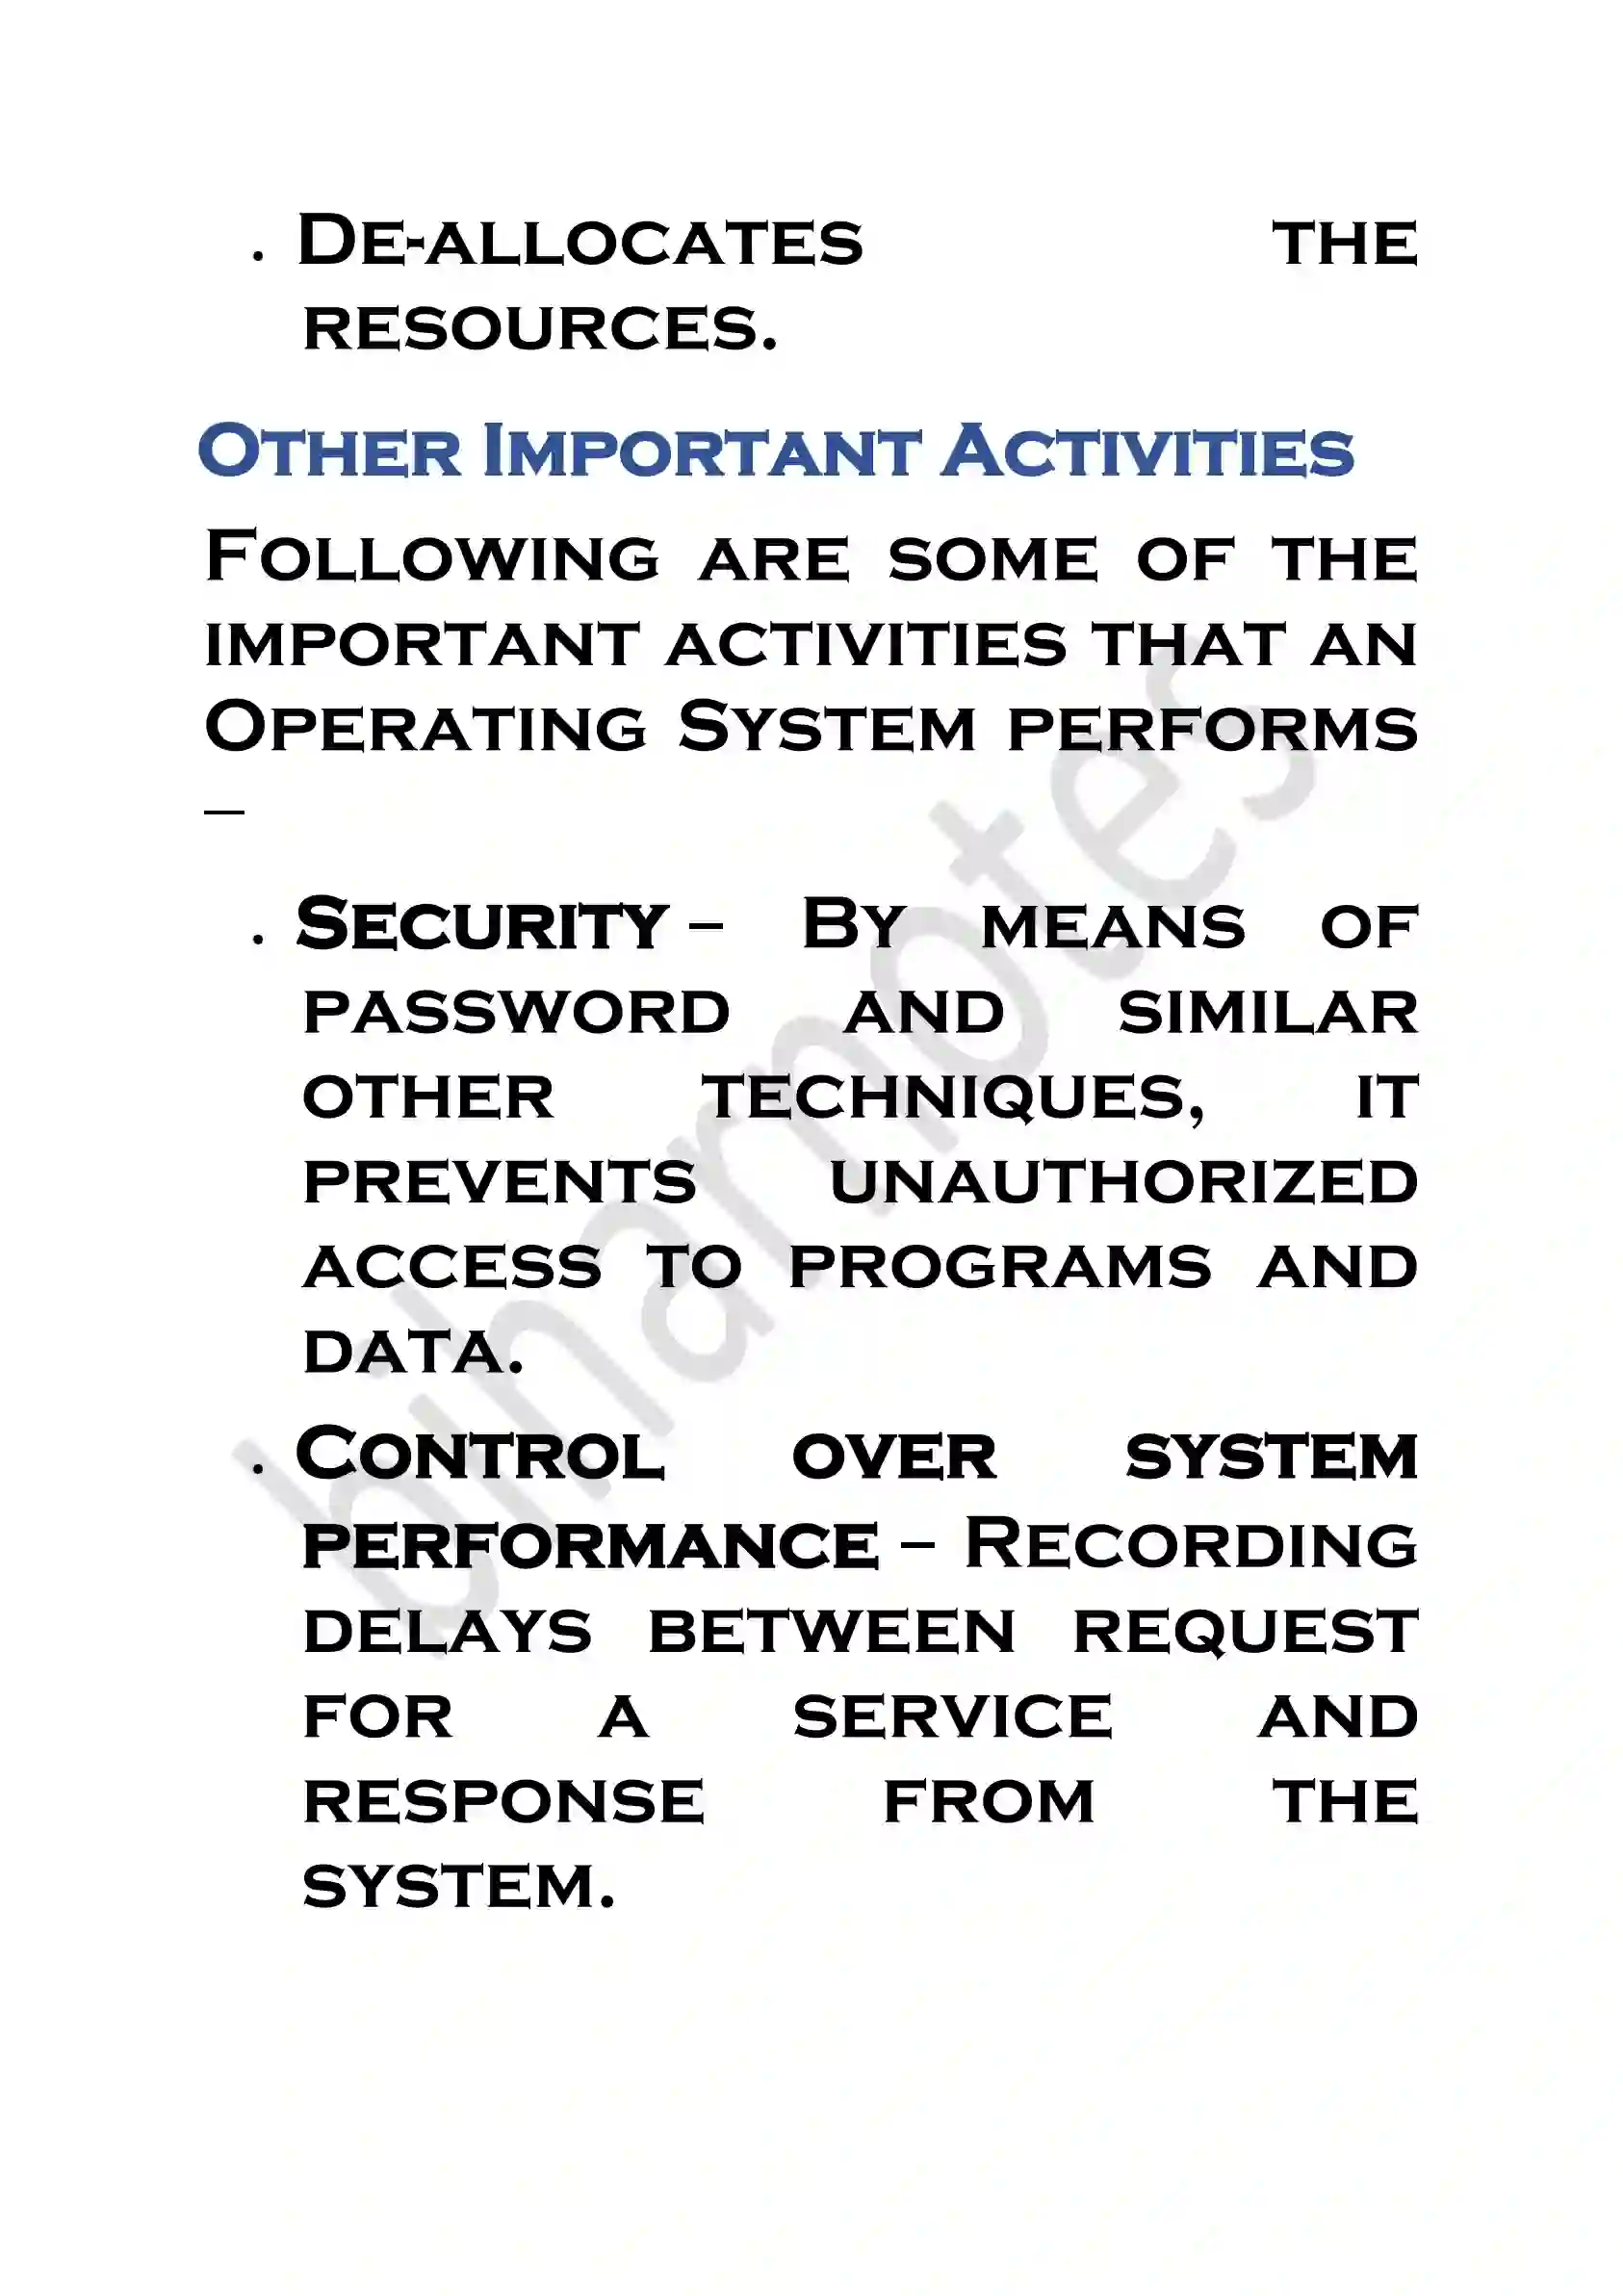 . De-allocates the
resources.
Other Important Activities
Following are some of the
important activities that an
Operating System performs
–
. Security – By means of
password and similar
other techniques, it
prevents unauthorized
access to programs and
data.
. Control over system
performance – Recording
delays between request
for a service and
response from the
system.
biharnotes